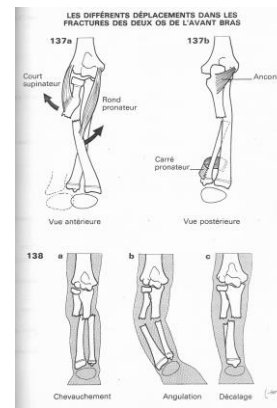 LES DIFFÉRENTS DÉPLACEMENTS DANS LES
FRACTURES DES DEUX OS DE L'AVANT BRAS
137a
137b
Court
supinateur
Rond
pronateur
Ancon
Carré
pronateur
Vue antérieure
Vue postérieure
138
a
b
c
Chevauchement
Angulation
Décalage